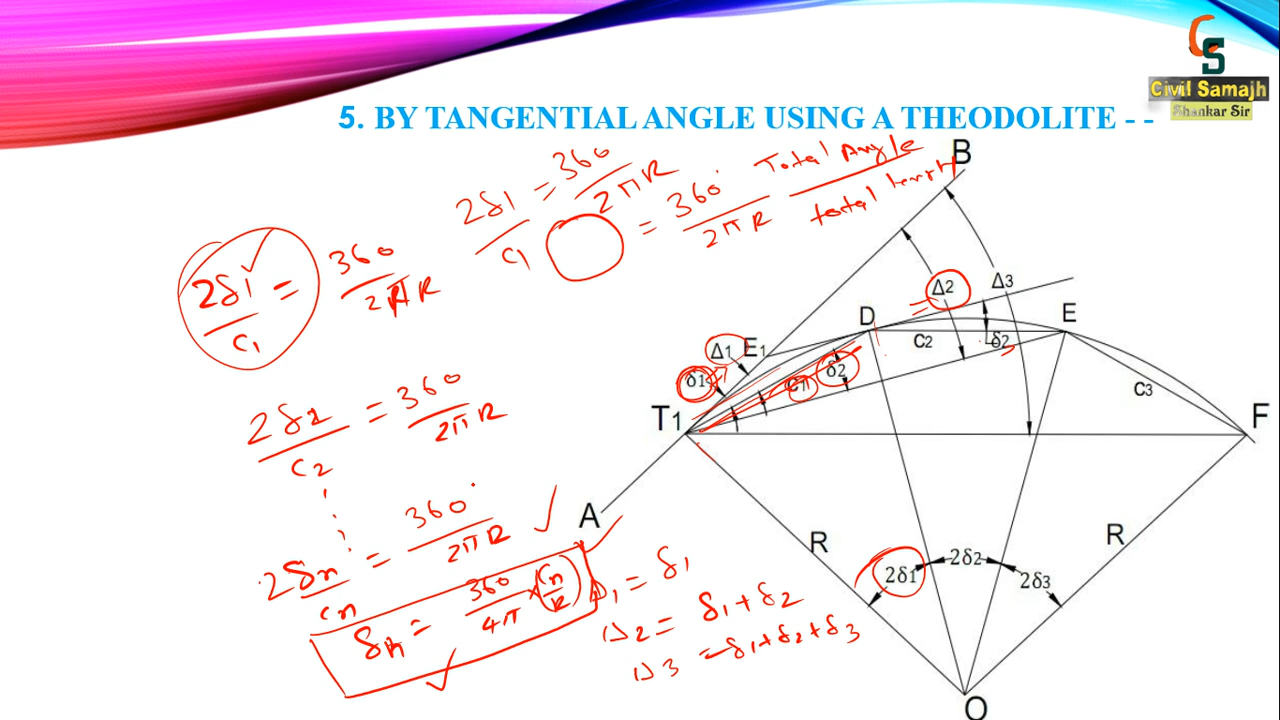 CS
Civil Samajh
Shankar Sir
5. BY TANGENTIAL ANGLE USING A THEODOLITE - -
2δ1/c1 = 360/2πR
= 360°/2πR Total Angle/total length
2δ1/c1 = 360/2πR
2δ2/c2 = 360/2πR
2δn/cn = 360°/2πR
δn = 360/4π × (cn/R)
Δ1 = δ1
Δ2 = δ1+δ2
Δ3 = δ1+δ2+δ3
B
Δ2
Δ3
D
E
Δ1
E1
C2
δ2
δ1
C1
δ2
C3
T1
F
A
R
R
2δ1
2δ2
2δ3
O